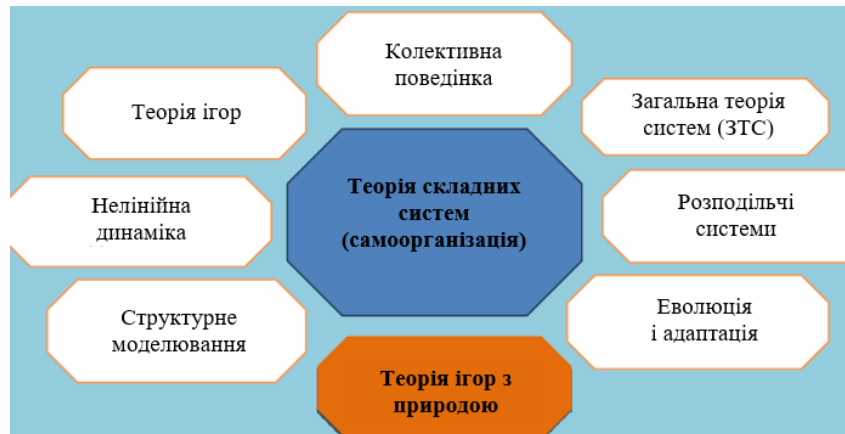 Колективна
поведінка
Теорія ігор
Загальна теорія
систем (ЗТС)
Теорія складних
систем
(самоорганізація)
Нелінійна
динаміка
Розподільчі
системи
Структурне
моделювання
Еволюція
і адаптація
Теорія ігор з
природою